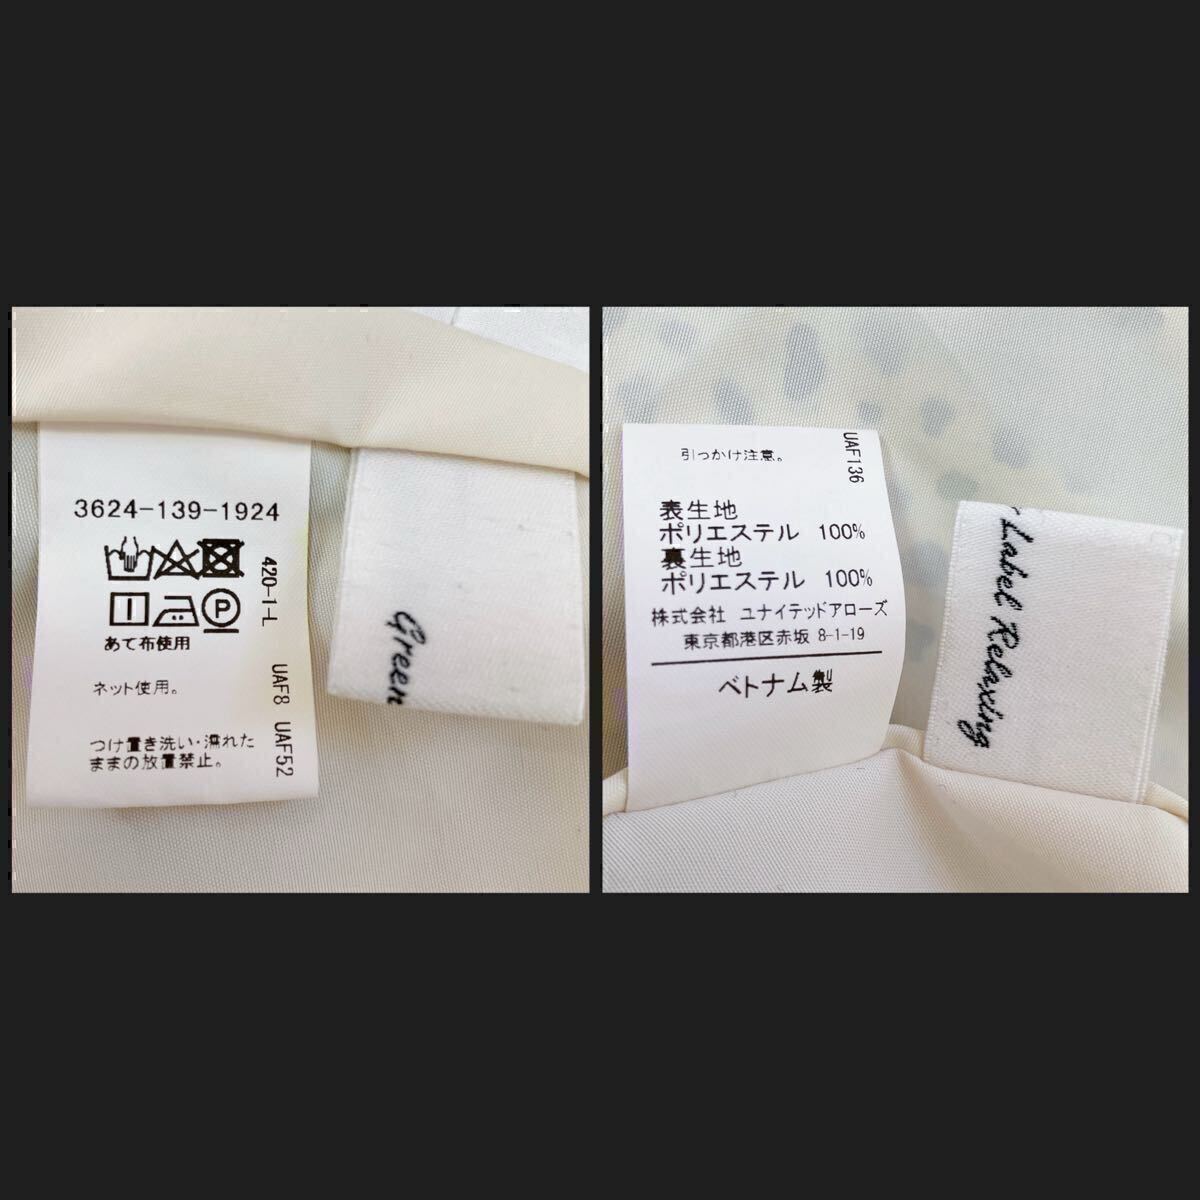 3624-139-1924
420-1-L
P
あて布使用
ネット使用。
UAF8 UAF52
つけ置き洗い・濡れた
ままの放置禁止。
Green
引っかけ注意。
UAF136
表生地
ポリエステル 100%
裏生地
ポリエステル 100%
株式会社 ユナイテッドアローズ
東京都港区赤坂 8-1-19
ベトナム製
Label Relaxing